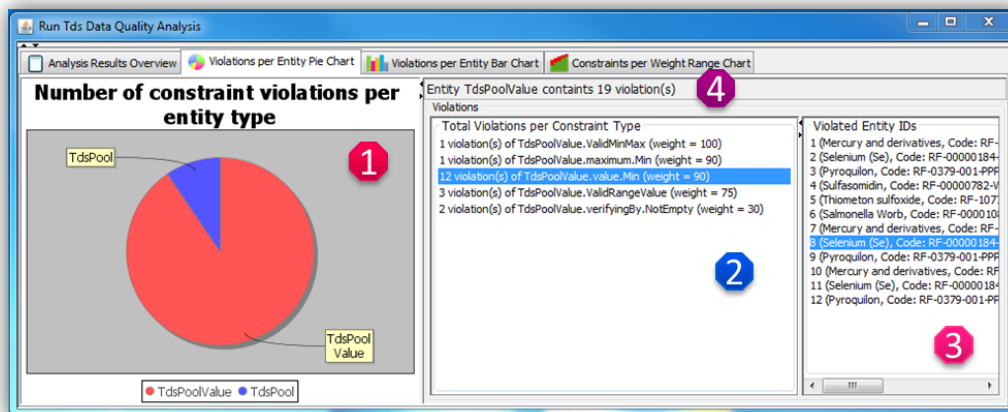 Run Tds Data Quality Analysis
Analysis Results Overview
Violations per Entity Pie Chart
Violations per Entity Bar Chart
Constraints per Weight Range Chart
Number of constraint violations per
entity type
TdsPool
TdsPool
Value
TdsPoolValue TdsPool
1
Entity TdsPoolValue containts 19 violation(s)
4
Violations
Total Violations per Constraint Type
1 violation(s) of TdsPoolValue.ValidMinMax (weight = 100)
1 violation(s) of TdsPoolValue.maximum.Min (weight = 90)
12 violation(s) of TdsPoolValue.value.Min (weight = 90)
3 violation(s) of TdsPoolValue.ValidRangeValue (weight = 75)
2 violation(s) of TdsPoolValue.verifyingBy.NotEmpty (weight = 30)
2
Violated Entity IDs
1 (Mercury and derivatives, Code: RF-
2 (Selenium (Se), Code: RF-00000184-
3 (Pyroquilon, Code: RF-0379-001-PPP
4 (Sulfasomidin, Code: RF-00000782-V
5 (Thiometon sulfoxide, Code: RF-107
6 (Salmonella Worb, Code: RF-000010
7 (Mercury and derivatives, Code: RF-
8 (Selenium (Se), Code: RF-00000184-
9 (Pyroquilon, Code: RF-0379-001-PPP
10 (Mercury and derivatives, Code: RF
11 (Selenium (Se), Code: RF-00000184
12 (Pyroquilon, Code: RF-0379-001-PP
3